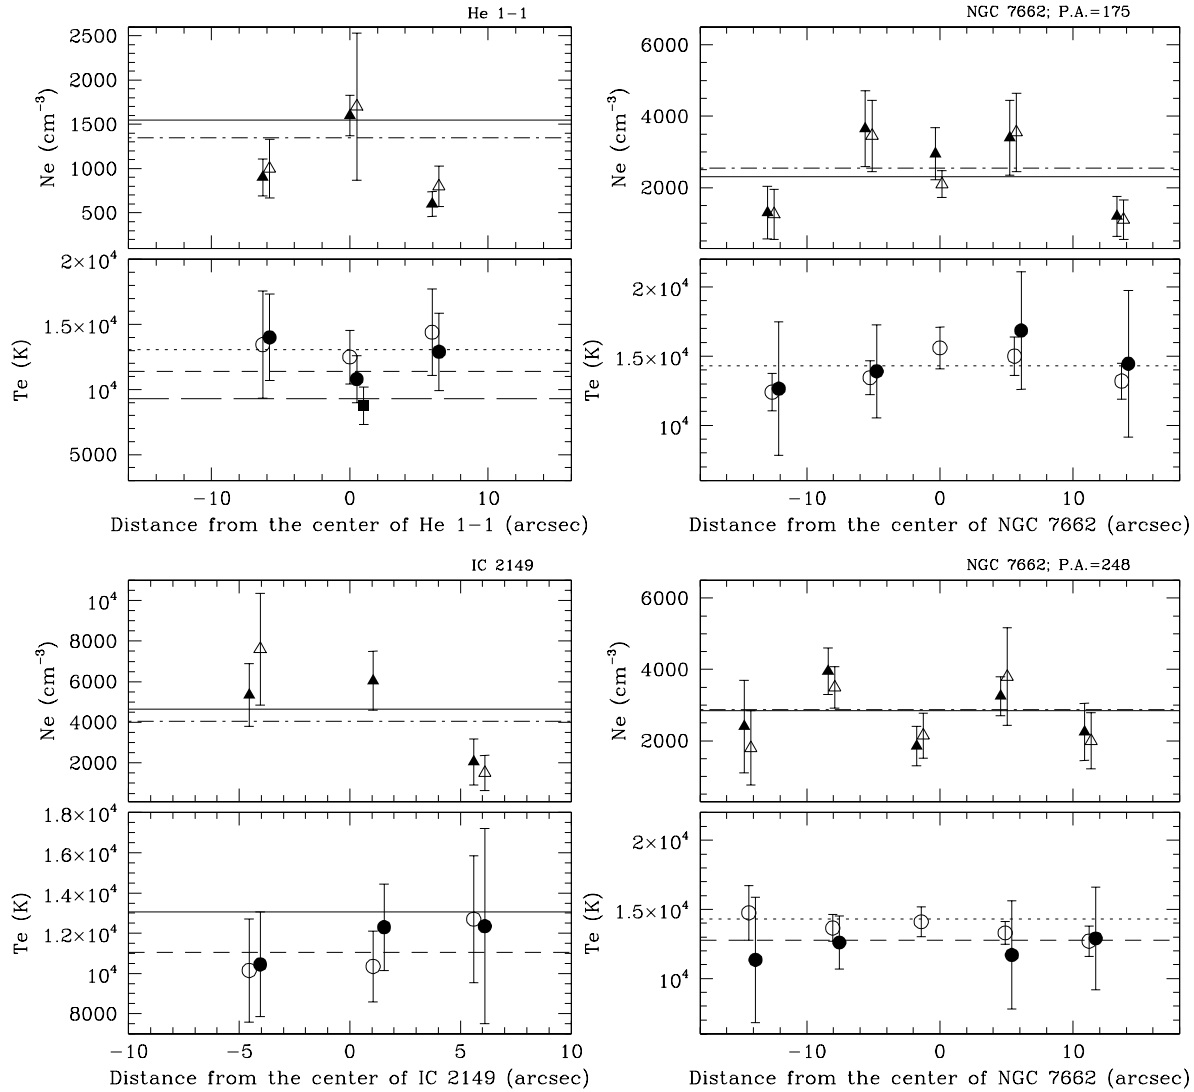 He 1−1
2500
2000
1500
1000
500
Ne (cm⁻³)
2×10⁴
1.5×10⁴
10⁴
5000
Te (K)
−10 0 10
Distance from the center of He 1−1 (arcsec)
NGC 7662; P.A.=175
6000
4000
2000
Ne (cm⁻³)
2×10⁴
1.5×10⁴
10⁴
Te (K)
−10 0 10
Distance from the center of NGC 7662 (arcsec)
IC 2149
10⁴
8000
6000
4000
2000
Ne (cm⁻³)
1.8×10⁴
1.6×10⁴
1.4×10⁴
1.2×10⁴
10⁴
8000
Te (K)
−10 −5 0 5 10
Distance from the center of IC 2149 (arcsec)
NGC 7662; P.A.=248
6000
4000
2000
Ne (cm⁻³)
2×10⁴
1.5×10⁴
10⁴
Te (K)
−10 0 10
Distance from the center of NGC 7662 (arcsec)